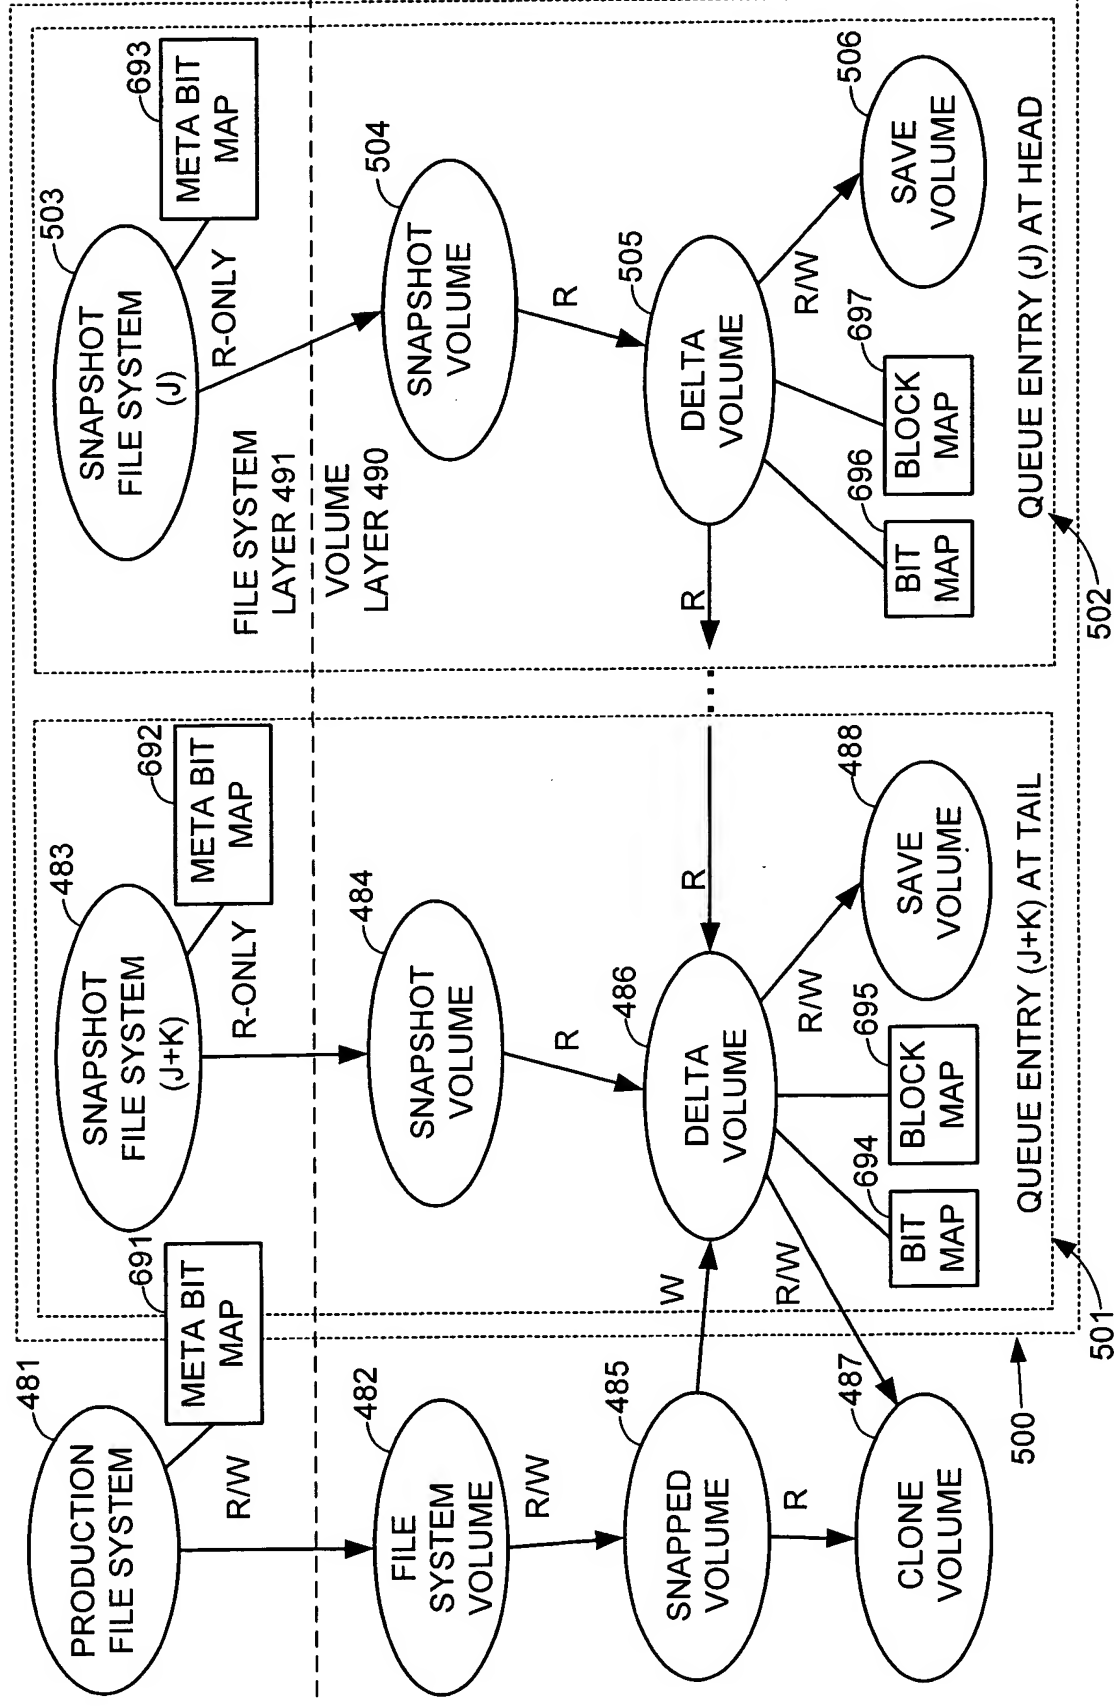 481
PRODUCTION
FILE SYSTEM
R/W
691
META BIT
MAP
483
SNAPSHOT
FILE SYSTEM
(J+K)
R-ONLY
692
META BIT
MAP
503
SNAPSHOT
FILE SYSTEM
(J)
R-ONLY
693
META BIT
MAP
FILE SYSTEM
LAYER 491
VOLUME
LAYER 490
482
FILE
SYSTEM
VOLUME
R/W
484
SNAPSHOT
VOLUME
R
504
SNAPSHOT
VOLUME
R
485
SNAPPED
VOLUME
W
R
486
DELTA
VOLUME
R
R
505
DELTA
VOLUME
R/W
R/W
R/W
487
CLONE
VOLUME
694
BIT
MAP
695
BLOCK
MAP
488
SAVE
VOLUME
696
BIT
MAP
697
BLOCK
MAP
506
SAVE
VOLUME
QUEUE ENTRY (J+K) AT TAIL
QUEUE ENTRY (J) AT HEAD
500
501
502